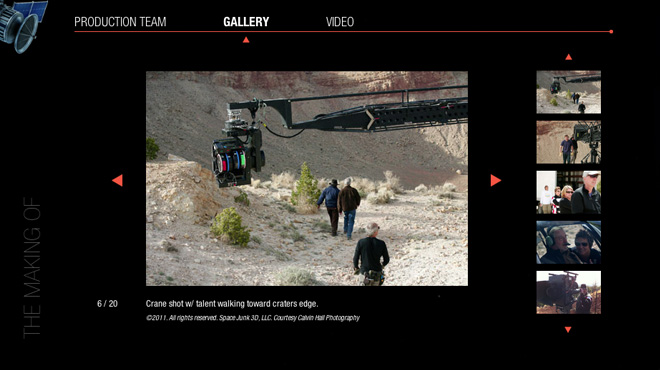 PRODUCTION TEAM GALLERY VIDEO
THE MAKING OF
6 / 20 Crane shot w/ talent walking toward craters edge.
©2011. All rights reserved. Space Junk 3D, LLC. Courtesy Calvin Hall Photography